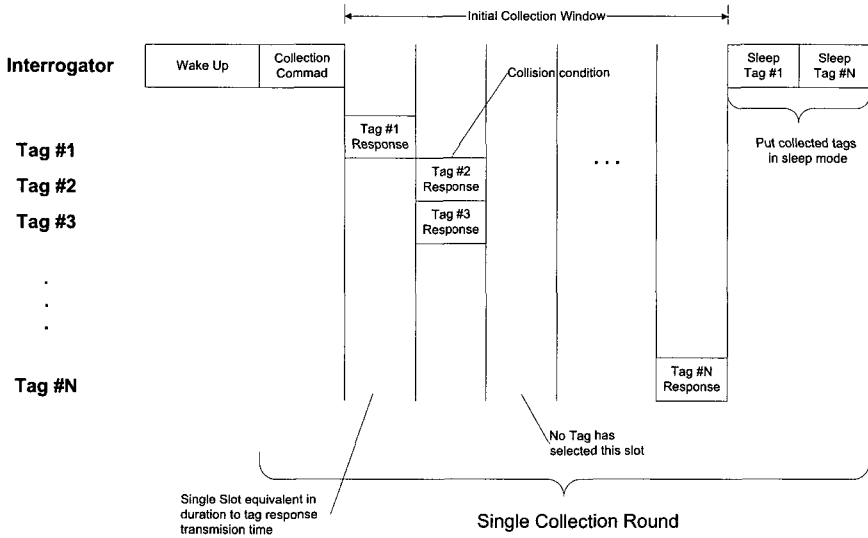 Initial Collection Window
Interrogator
Wake Up
Collection
Commad
Sleep
Tag #1
Sleep
Tag #N
Collision condition
Tag #1
Response
Put collected tags
in sleep mode
Tag #1
Tag #2
Response
Tag #2
. . .
Tag #3
Response
Tag #3
.
.
.
Tag #N
Response
Tag #N
No Tag has
selected this slot
Single Slot equivalent in
duration to tag response
transmision time
Single Collection Round